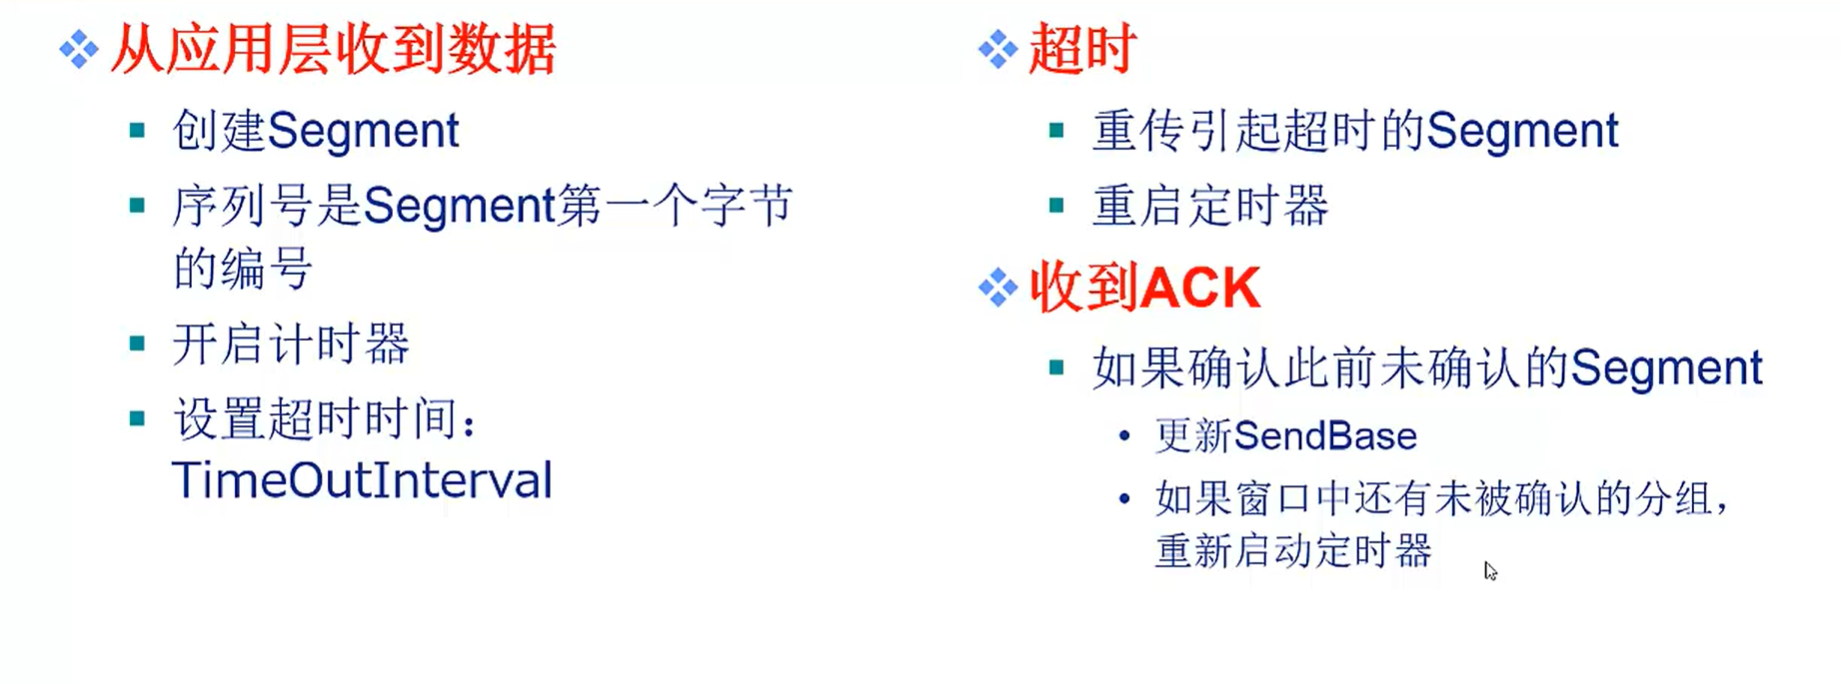 从应用层收到数据
创建Segment
序列号是Segment第一个字节
的编号
开启计时器
设置超时时间：
TimeOutInterval
超时
重传引起超时的Segment
重启定时器
收到ACK
如果确认此前未确认的Segment
更新SendBase
如果窗口中还有未被确认的分组，
重新启动定时器